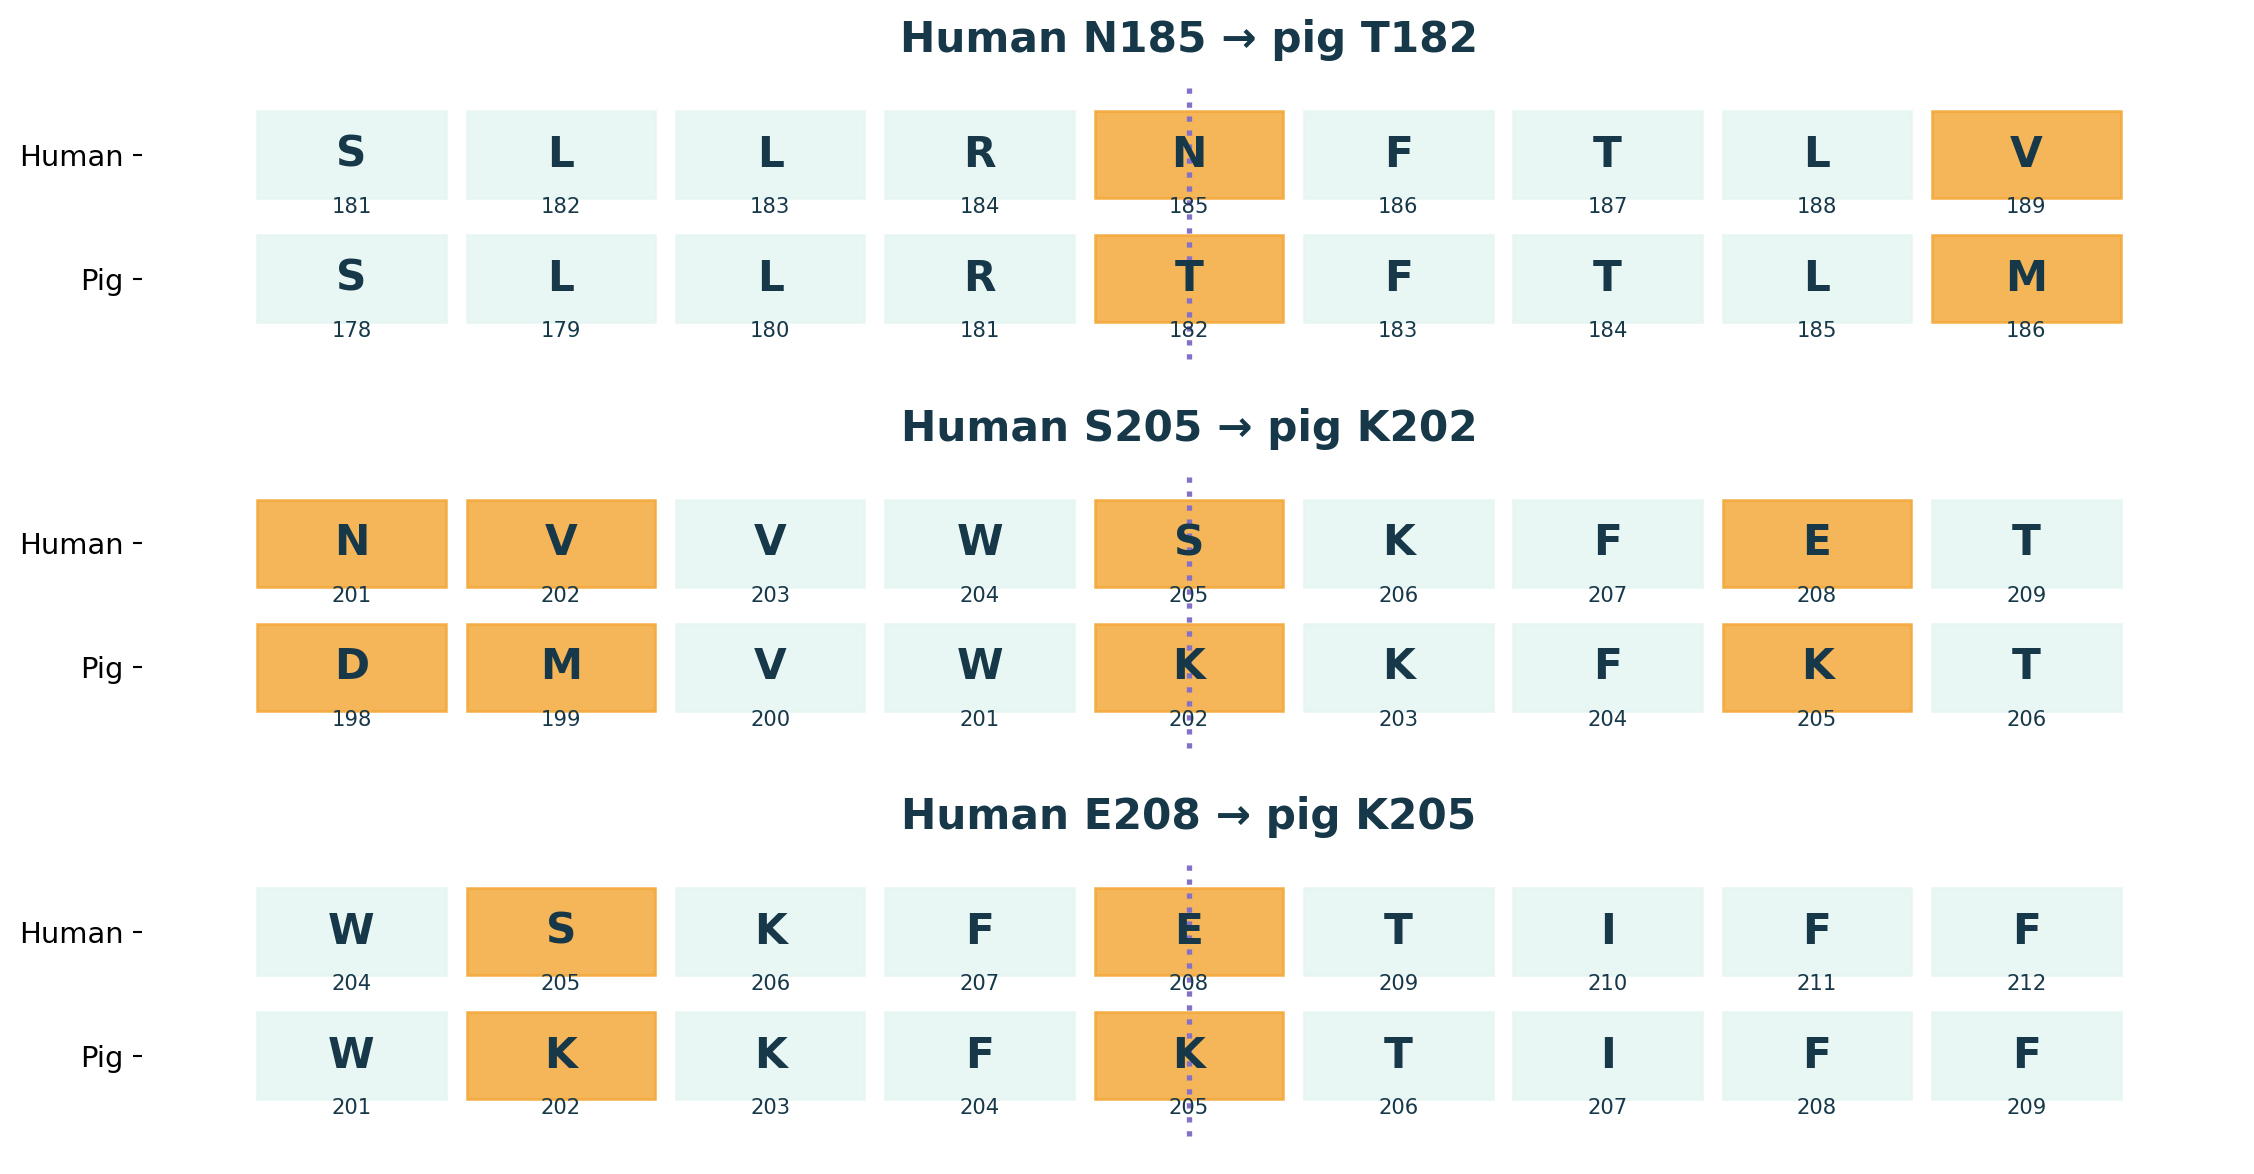 Human N185 → pig T182
Human - S L L R N F T L V
181 182 183 184 185 186 187 188 189
Pig - S L L R T F T L M
178 179 180 181 182 183 184 185 186
Human S205 → pig K202
Human - N V V W S K F E T
201 202 203 204 205 206 207 208 209
Pig - D M V W K K F K T
198 199 200 201 202 203 204 205 206
Human E208 → pig K205
Human - W S K F E T I F F
204 205 206 207 208 209 210 211 212
Pig - W K K F K T I F F
201 202 203 204 205 206 207 208 209